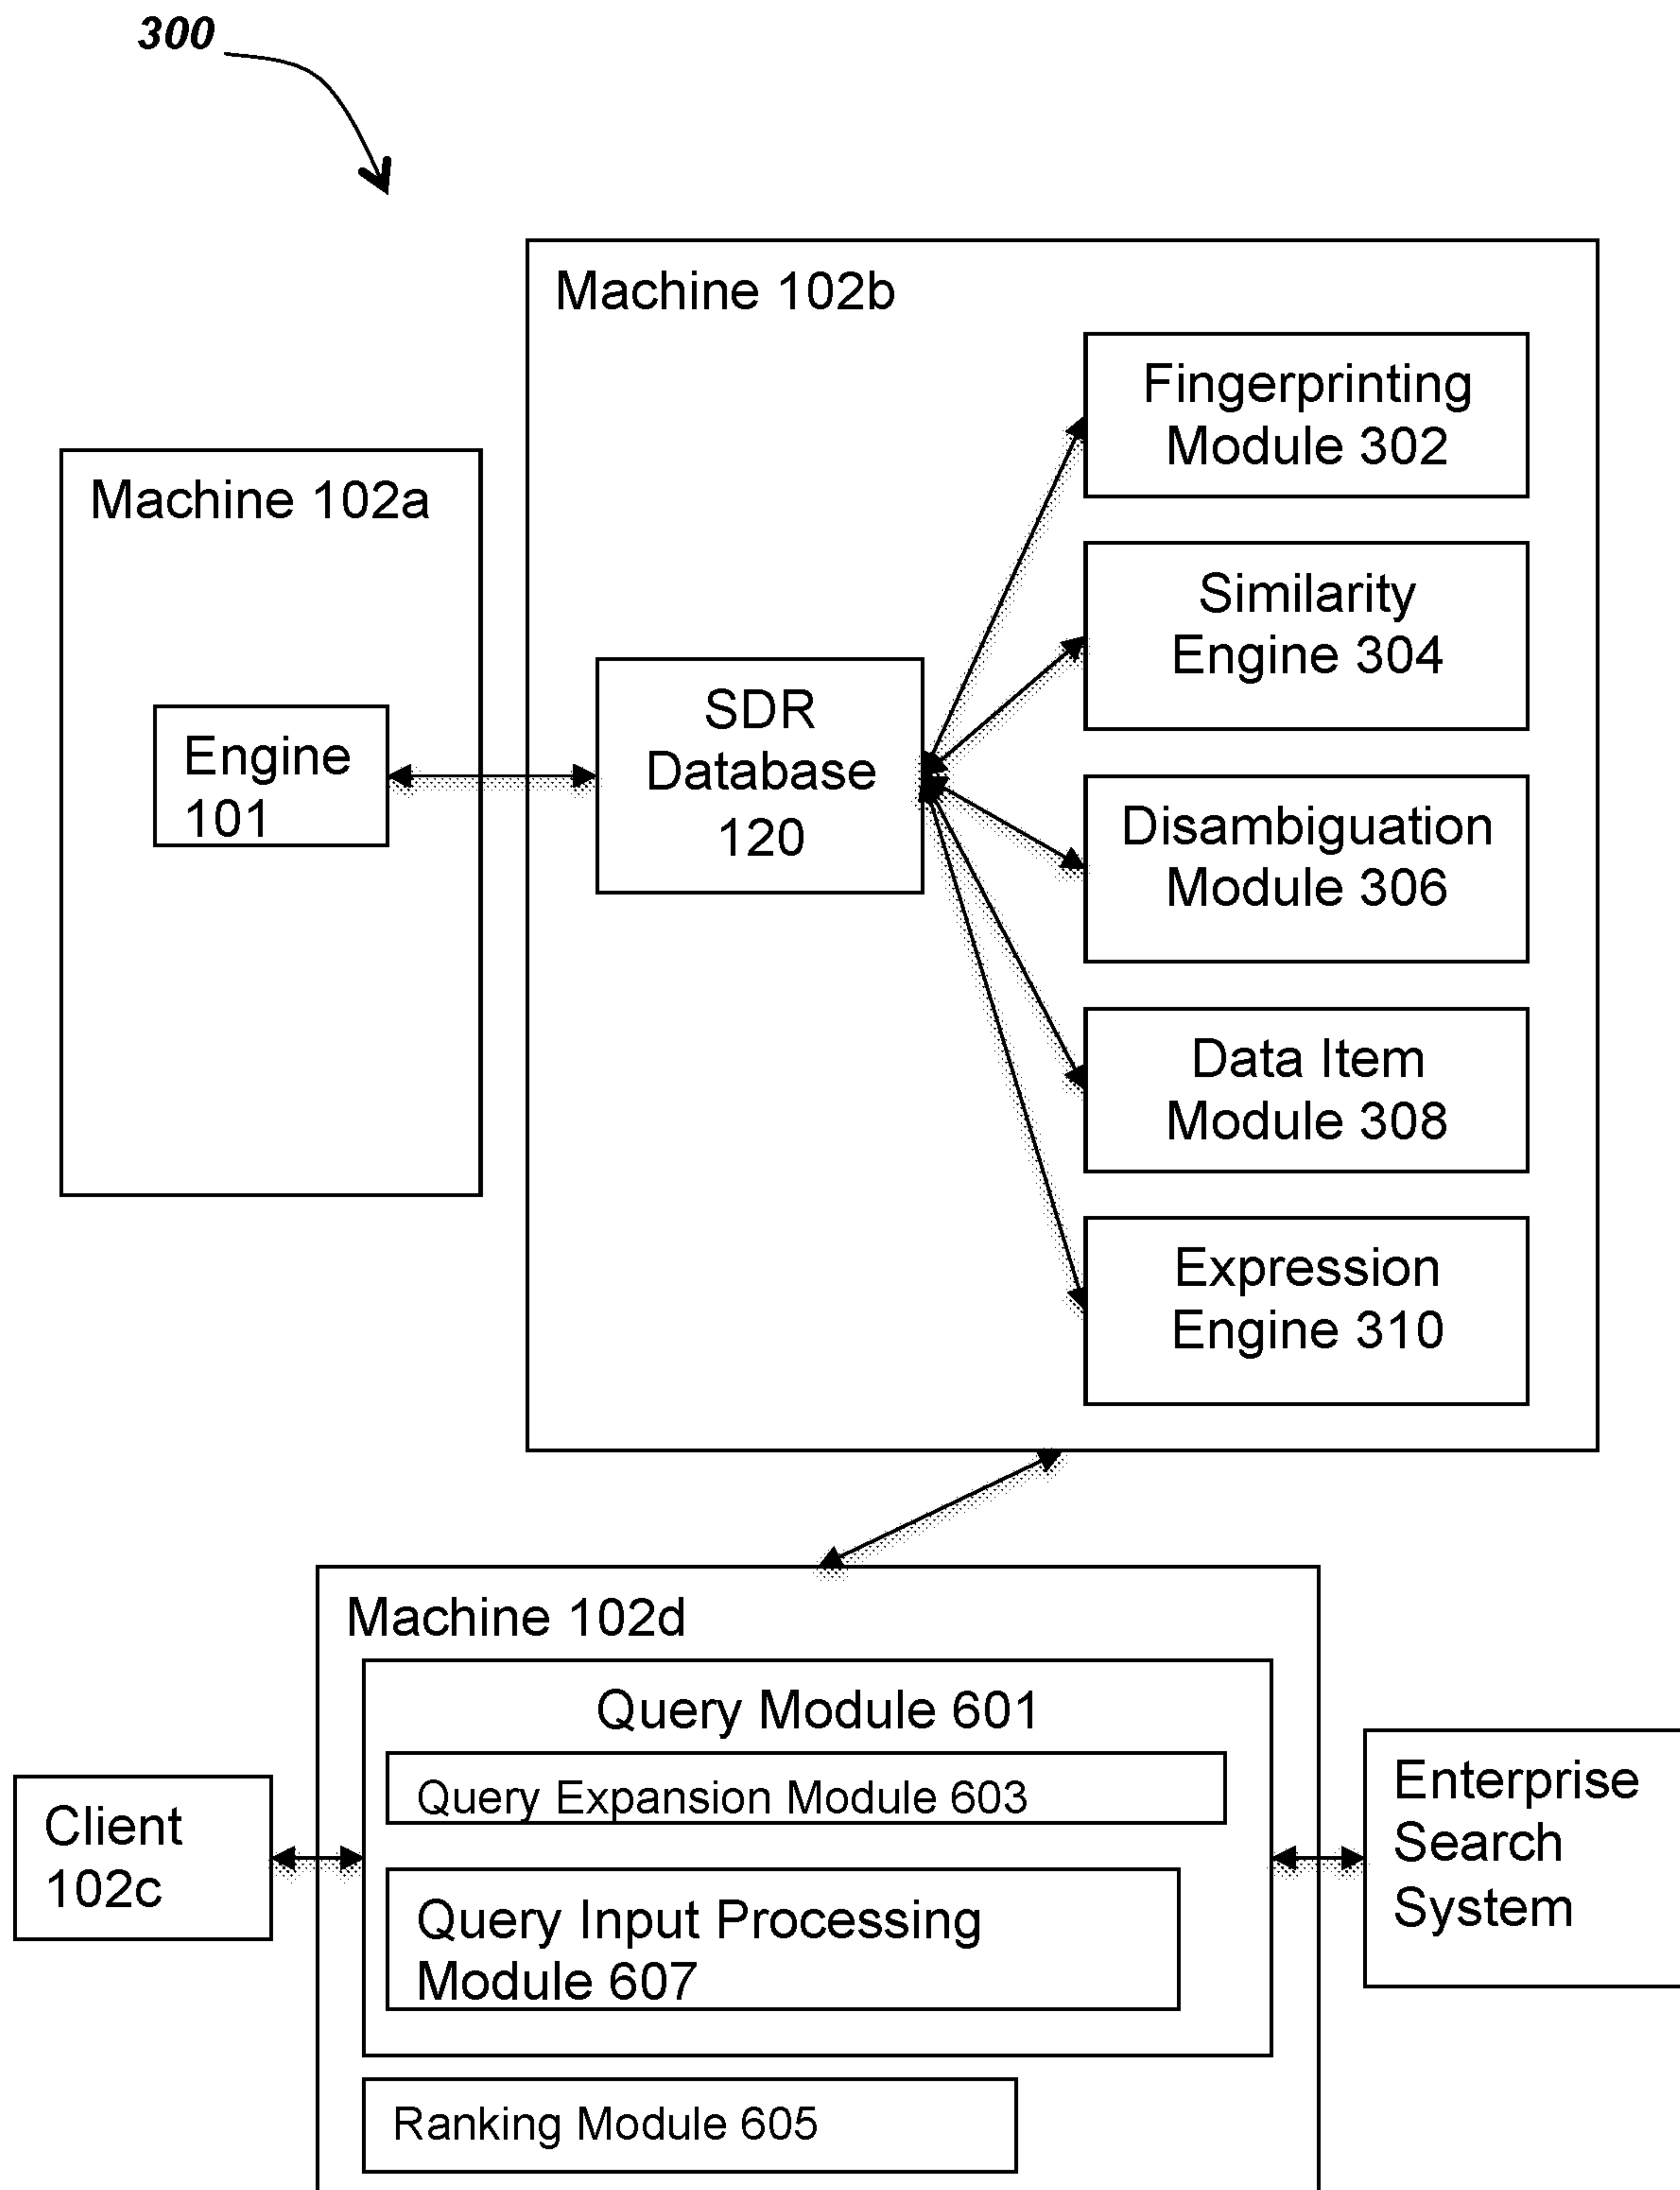 300
Machine 102b
Fingerprinting
Module 302
Machine 102a
Similarity
Engine 304
SDR
Database
120
Engine
101
Disambiguation
Module 306
Data Item
Module 308
Expression
Engine 310
Machine 102d
Query Module 601
Query Expansion Module 603
Client
102c
Enterprise
Search
System
Query Input Processing
Module 607
Ranking Module 605